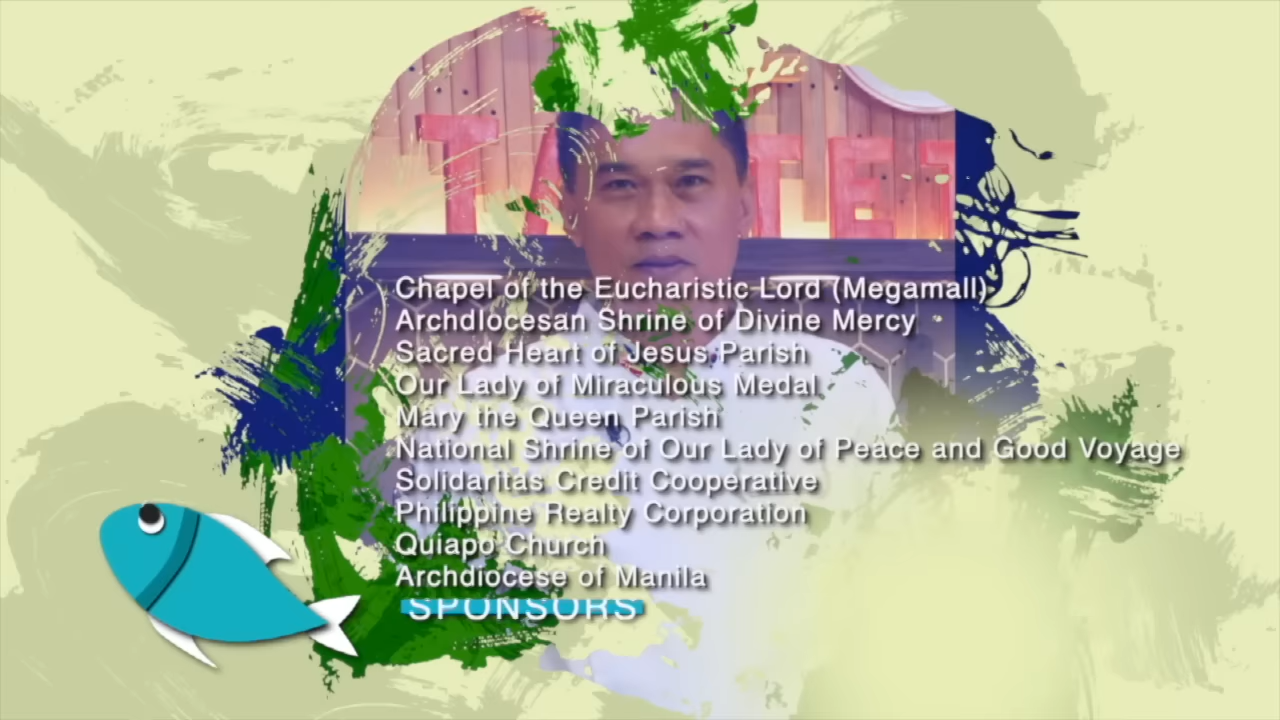 TASTES
Chapel of the Eucharistic Lord (Megamall)
ArchdIocesan Shrine of Divine Mercy
Sacred Heart of Jesus Parish
Our Lady of Miraculous Medal
Mary the Queen Parish
National Shrine of Our Lady of Peace and Good Voyage
Solidaritas Credit Cooperative
Philippine Realty Corporation
Quiapo Church
Archdiocese of Manila
SPONSORS